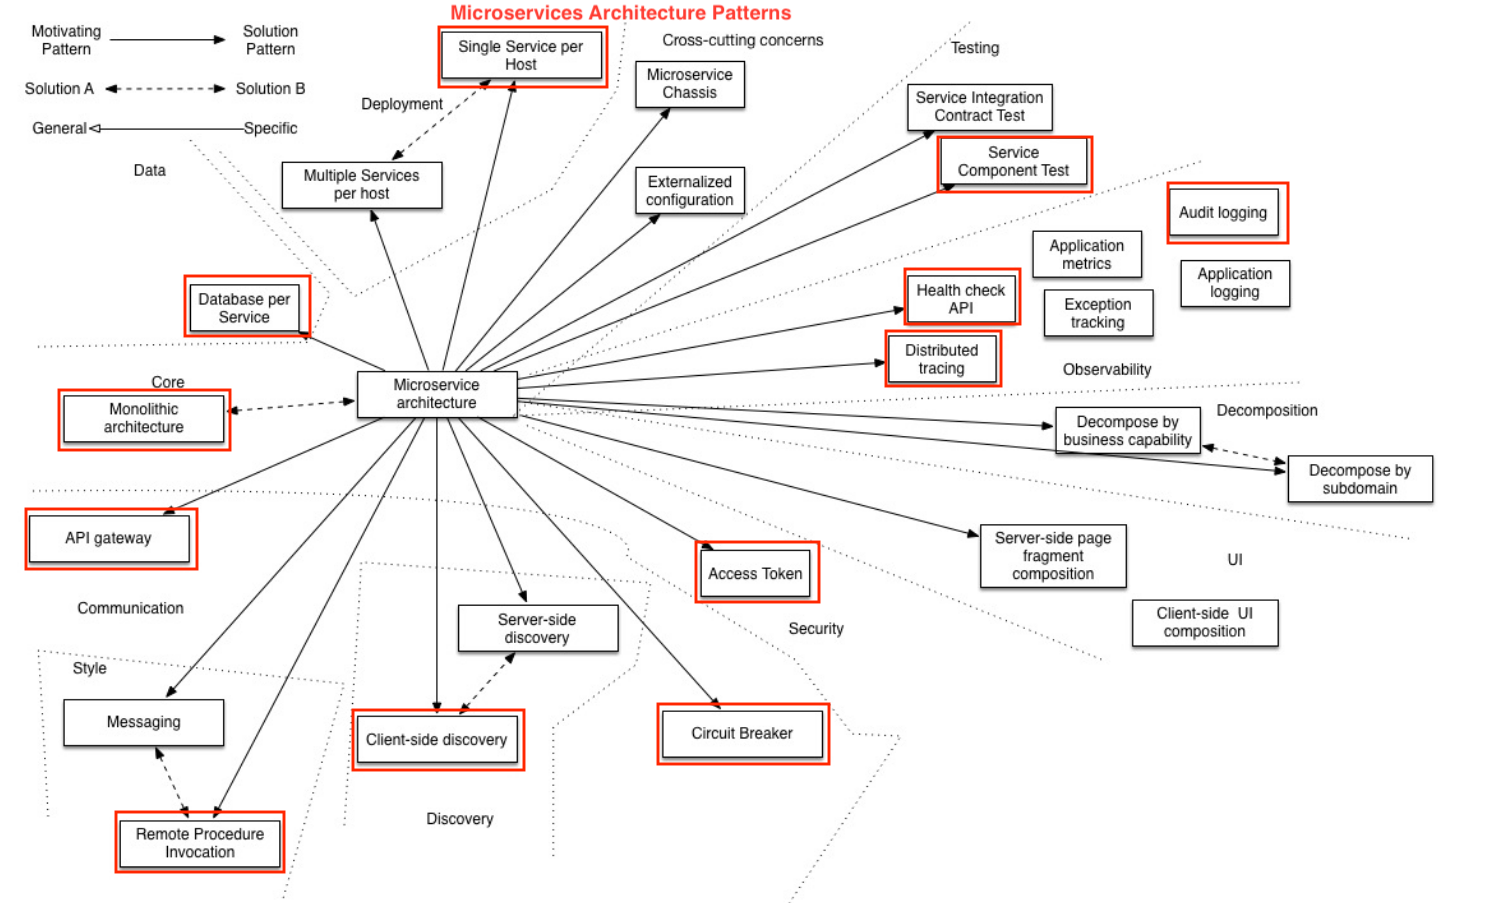 Microservices Architecture Patterns
Motivating
Pattern
Solution
Pattern
Solution A
Solution B
General
Specific
Data
Deployment
Single Service per
Host
Multiple Services
per host
Cross-cutting concerns
Microservice
Chassis
Externalized
configuration
Testing
Service Integration
Contract Test
Service
Component Test
Audit logging
Application
metrics
Application
logging
Health check
API
Exception
tracking
Distributed
tracing
Observability
Database per
Service
Core
Monolithic
architecture
Microservice
architecture
Decomposition
Decompose by
business capability
Decompose by
subdomain
API gateway
Communication
Access Token
Security
Server-side page
fragment
composition
UI
Client-side UI
composition
Server-side
discovery
Style
Messaging
Client-side discovery
Circuit Breaker
Discovery
Remote Procedure
Invocation